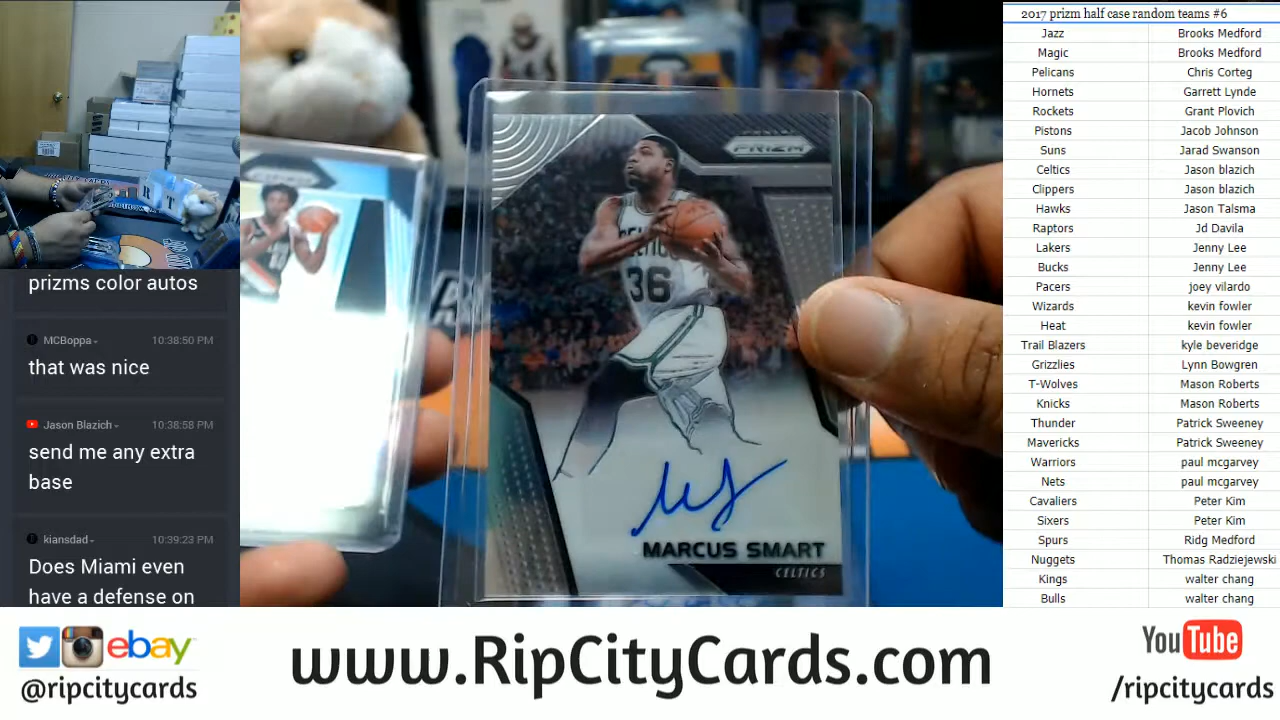 prizms color autos
MCBoppa 10:38:50 PM
that was nice
Jason Blazich 10:38:58 PM
send me any extra
base
kiansdad 10:39:23 PM
Does Miami even
have a defense on
PRIZM
CELTICS
36
MARCUS SMART
CELTICS
2017 prizm half case random teams #6
Jazz Brooks Medford
Magic Brooks Medford
Pelicans Chris Corteg
Hornets Garrett Lynde
Rockets Grant Plovich
Pistons Jacob Johnson
Suns Jarad Swanson
Celtics Jason blazich
Clippers Jason blazich
Hawks Jason Talsma
Raptors Jd Davila
Lakers Jenny Lee
Bucks Jenny Lee
Pacers joey vilardo
Wizards kevin fowler
Heat kevin fowler
Trail Blazers kyle beveridge
Grizzlies Lynn Bowgren
T-Wolves Mason Roberts
Knicks Mason Roberts
Thunder Patrick Sweeney
Mavericks Patrick Sweeney
Warriors paul mcgarvey
Nets paul mcgarvey
Cavaliers Peter Kim
Sixers Peter Kim
Spurs Ridg Medford
Nuggets Thomas Radziejewski
Kings walter chang
Bulls walter chang
ebay
@ripcitycards
www.RipCityCards.com
YouTube
/ripcitycards